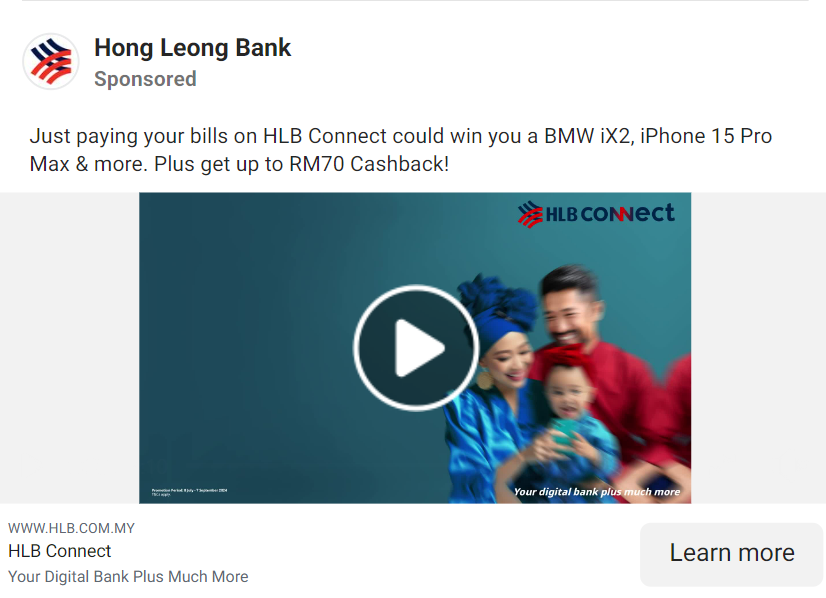 Hong Leong Bank
Sponsored
Just paying your bills on HLB Connect could win you a BMW iX2, iPhone 15 Pro
Max & more. Plus get up to RM70 Cashback!
HLB CONNECT
Promotion Period: 8 July - 7 September 2024
T&Cs apply
Your digital bank plus much more
WWW.HLB.COM.MY
HLB Connect
Learn more
Your Digital Bank Plus Much More